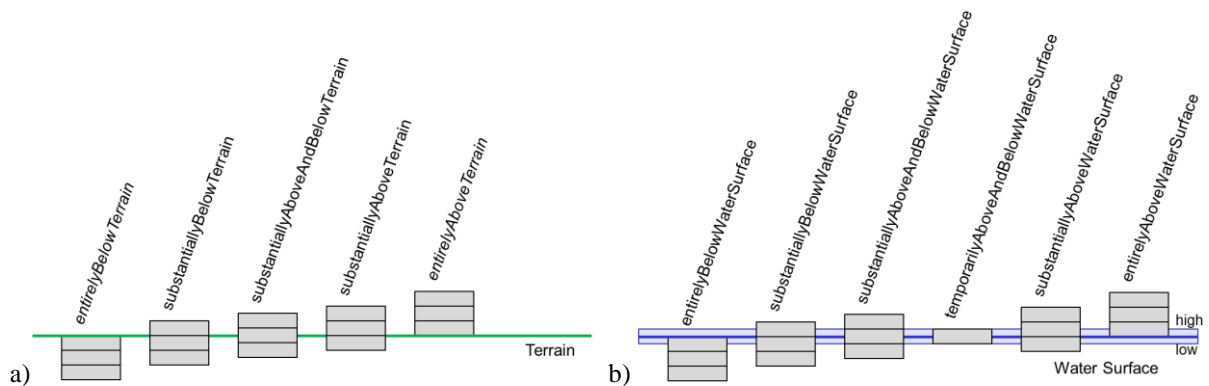 entirelyBelowTerrain
substantiallyBelowTerrain
substantiallyAboveAndBelowTerrain
substantiallyAboveTerrain
entirelyAboveTerrain
Terrain
a)
entirelyBelowWaterSurface
substantiallyBelowWaterSurface
substantiallyAboveAndBelowWaterSurface
temporarilyAboveAndBelowWaterSurface
substantiallyAboveWaterSurface
entirelyAboveWaterSurface
high
low
Water Surface
b)